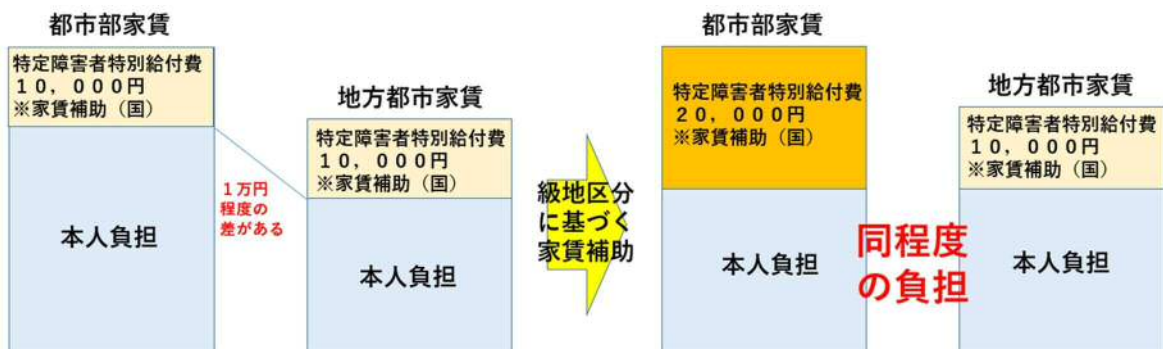 都市部家賃
特定障害者特別給付費
１０，０００円
※家賃補助（国）
本人負担
１万円
程度の
差がある
地方都市家賃
特定障害者特別給付費
１０，０００円
※家賃補助（国）
本人負担
級地区分
に基づく
家賃補助
都市部家賃
特定障害者特別給付費
２０，０００円
※家賃補助（国）
本人負担
同程度
の負担
地方都市家賃
特定障害者特別給付費
１０，０００円
※家賃補助（国）
本人負担